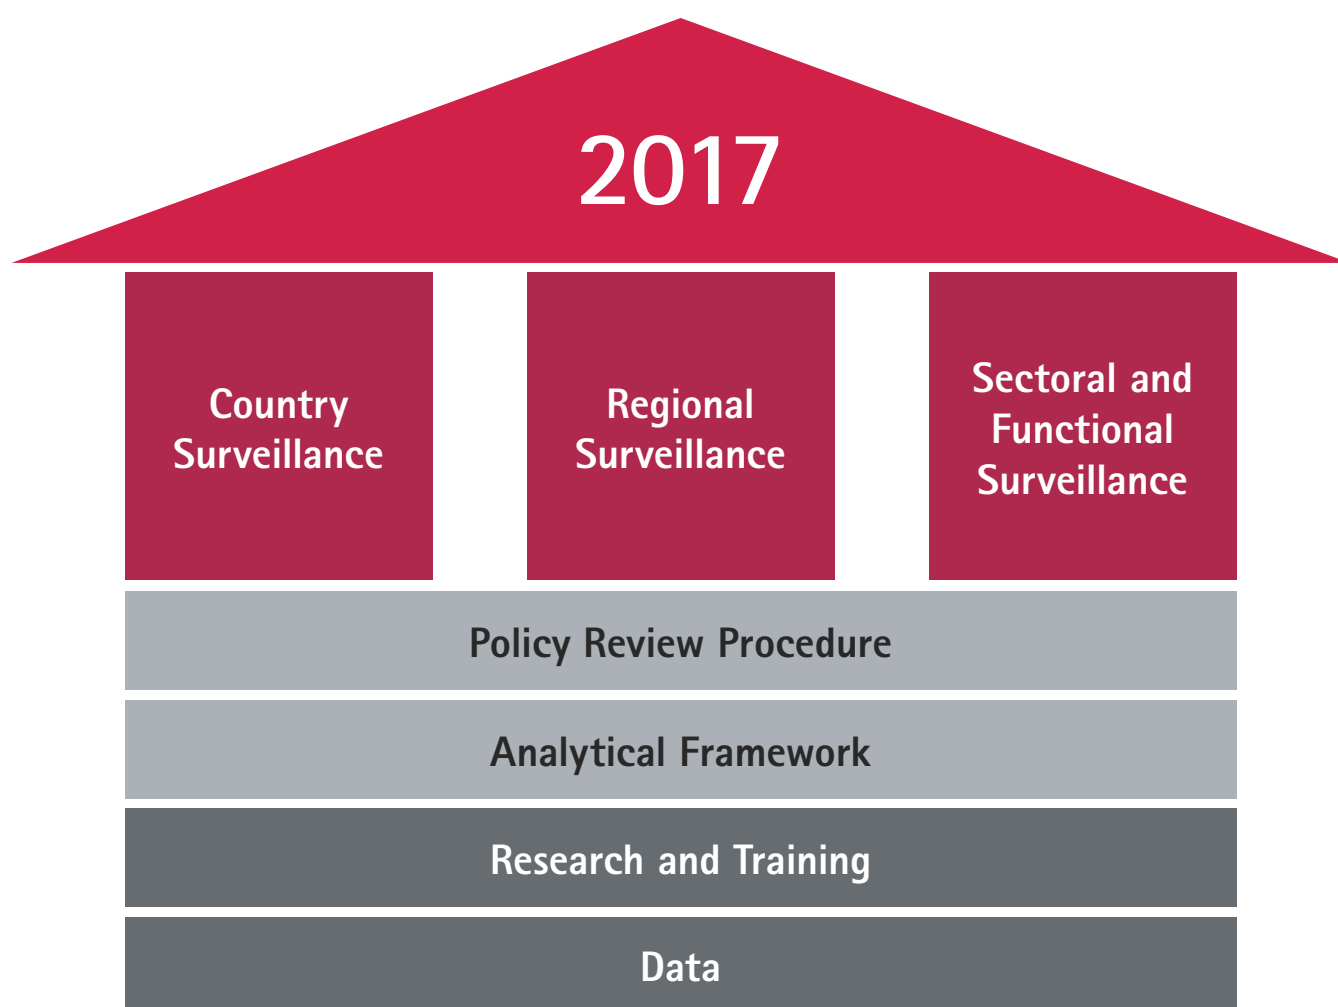 2017
Country
Surveillance
Regional
Surveillance
Sectoral and
Functional
Surveillance
Policy Review Procedure
Analytical Framework
Research and Training
Data